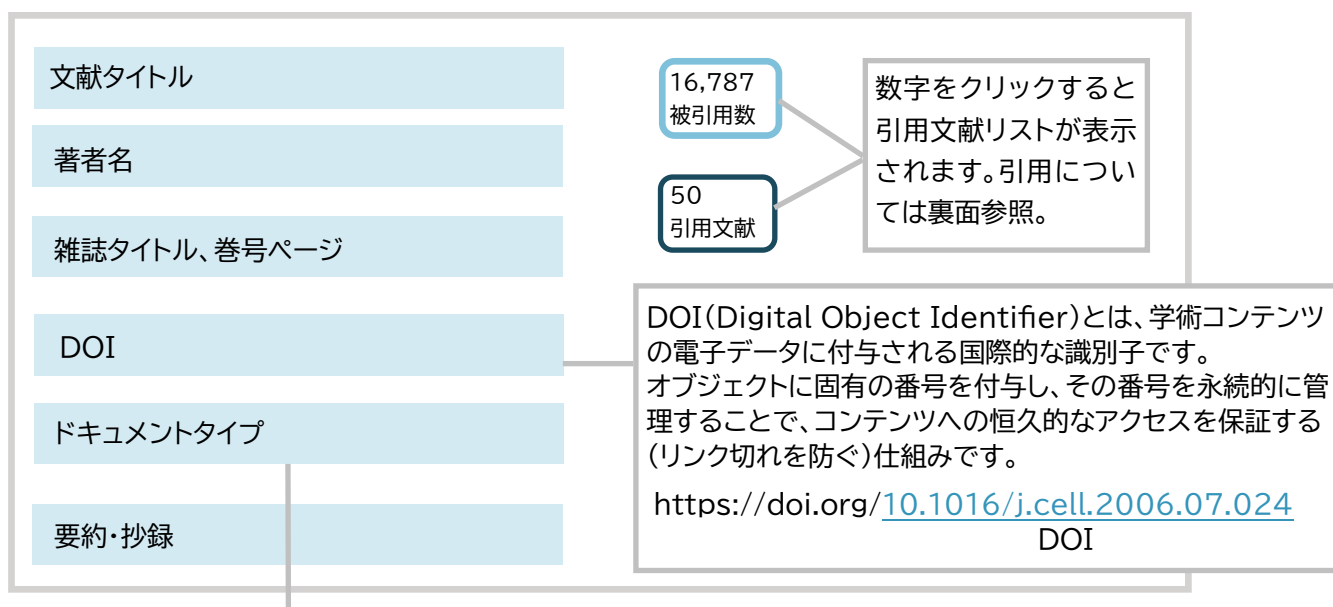 文献タイトル
著者名
雑誌タイトル、巻号ページ
DOI
ドキュメントタイプ
要約・抄録
16,787
被引用数
50
引用文献
数字をクリックすると
引用文献リストが表示
されます。引用につい
ては裏面参照。
DOI(Digital Object Identifier)とは、学術コンテンツ
の電子データに付与される国際的な識別子です。
オブジェクトに固有の番号を付与し、その番号を永続的に管
理することで、コンテンツへの恒久的なアクセスを保証する
(リンク切れを防ぐ)仕組みです。
https://doi.org/10.1016/j.cell.2006.07.024
DOI